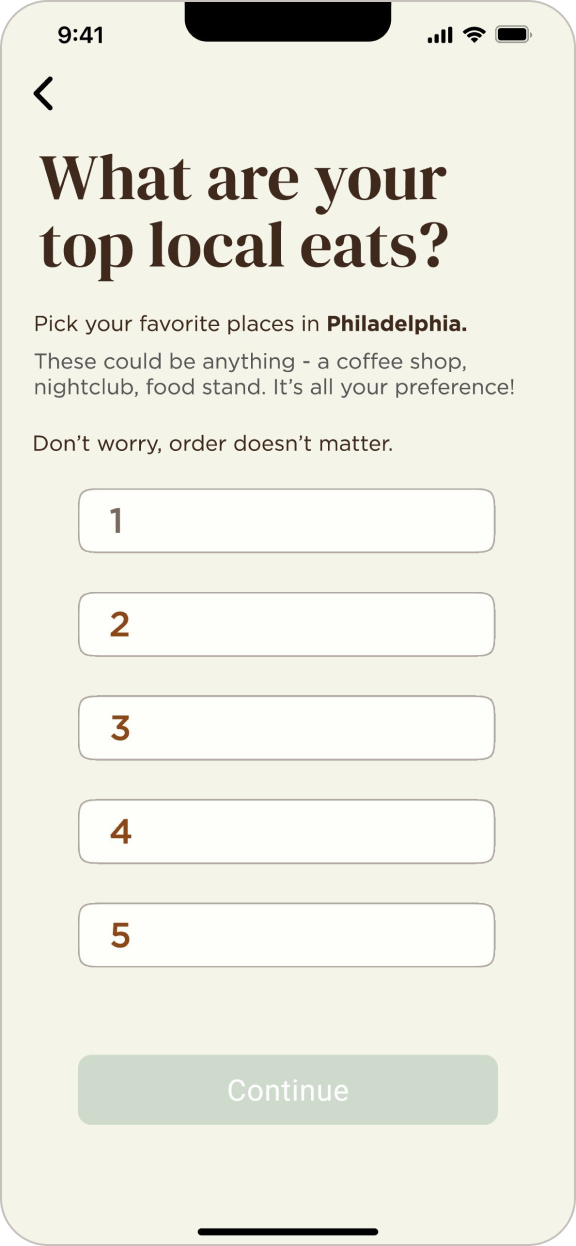 9:41
What are your
top local eats?
Pick your favorite places in Philadelphia.
These could be anything - a coffee shop,
nightclub, food stand. It’s all your preference!
Don’t worry, order doesn’t matter.
1
2
3
4
5
Continue